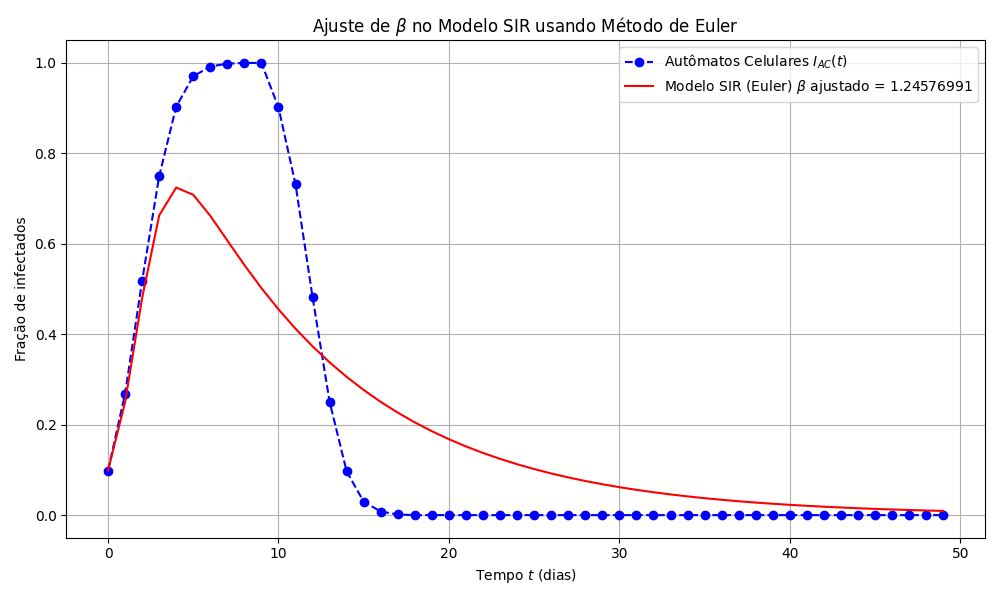 Ajuste de β no Modelo SIR usando Método de Euler
Autômatos Celulares I_AC(t)
Modelo SIR (Euler) β ajustado = 1.24576991
Fração de infectados
1.0
0.8
0.6
0.4
0.2
0.0
0 10 20 30 40 50
Tempo t (dias)